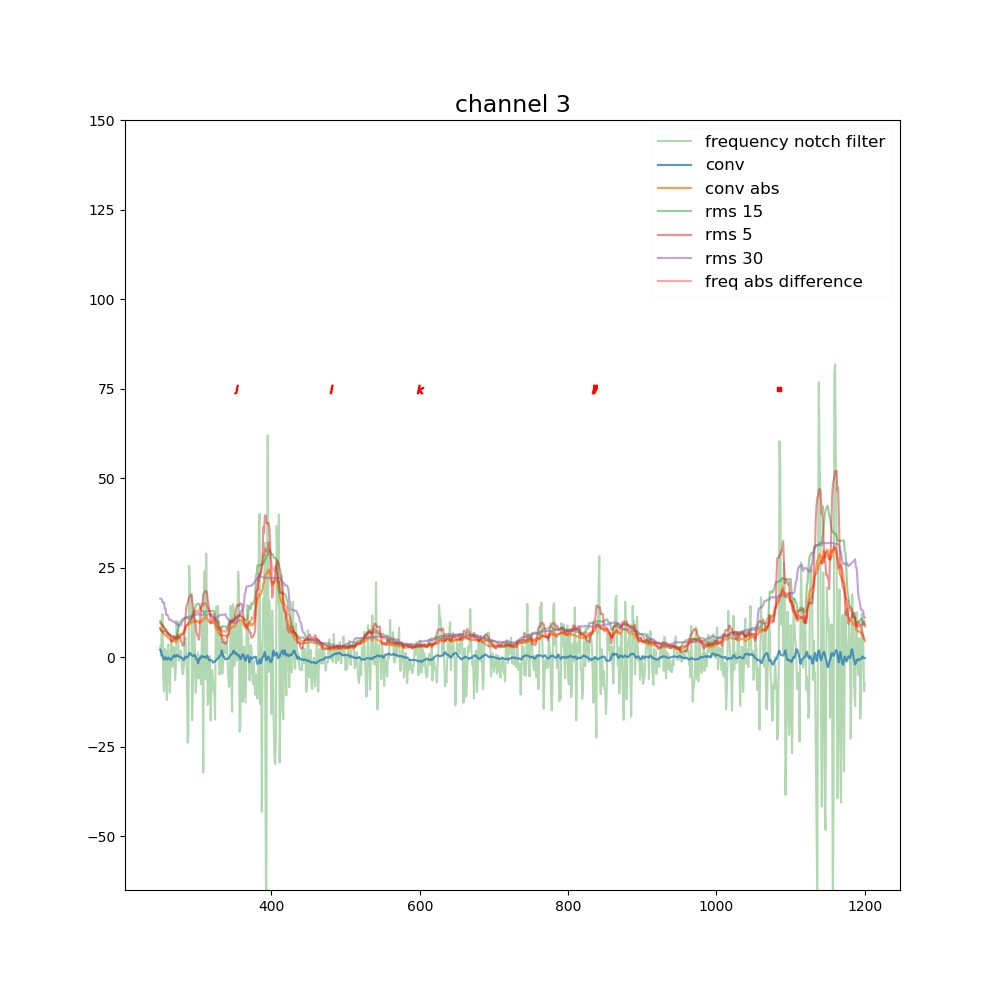 channel 3
150
125
100
75
50
25
0
−25
−50
frequency notch filter
conv
conv abs
rms 15
rms 5
rms 30
freq abs difference
j l k , .
400 600 800 1000 1200